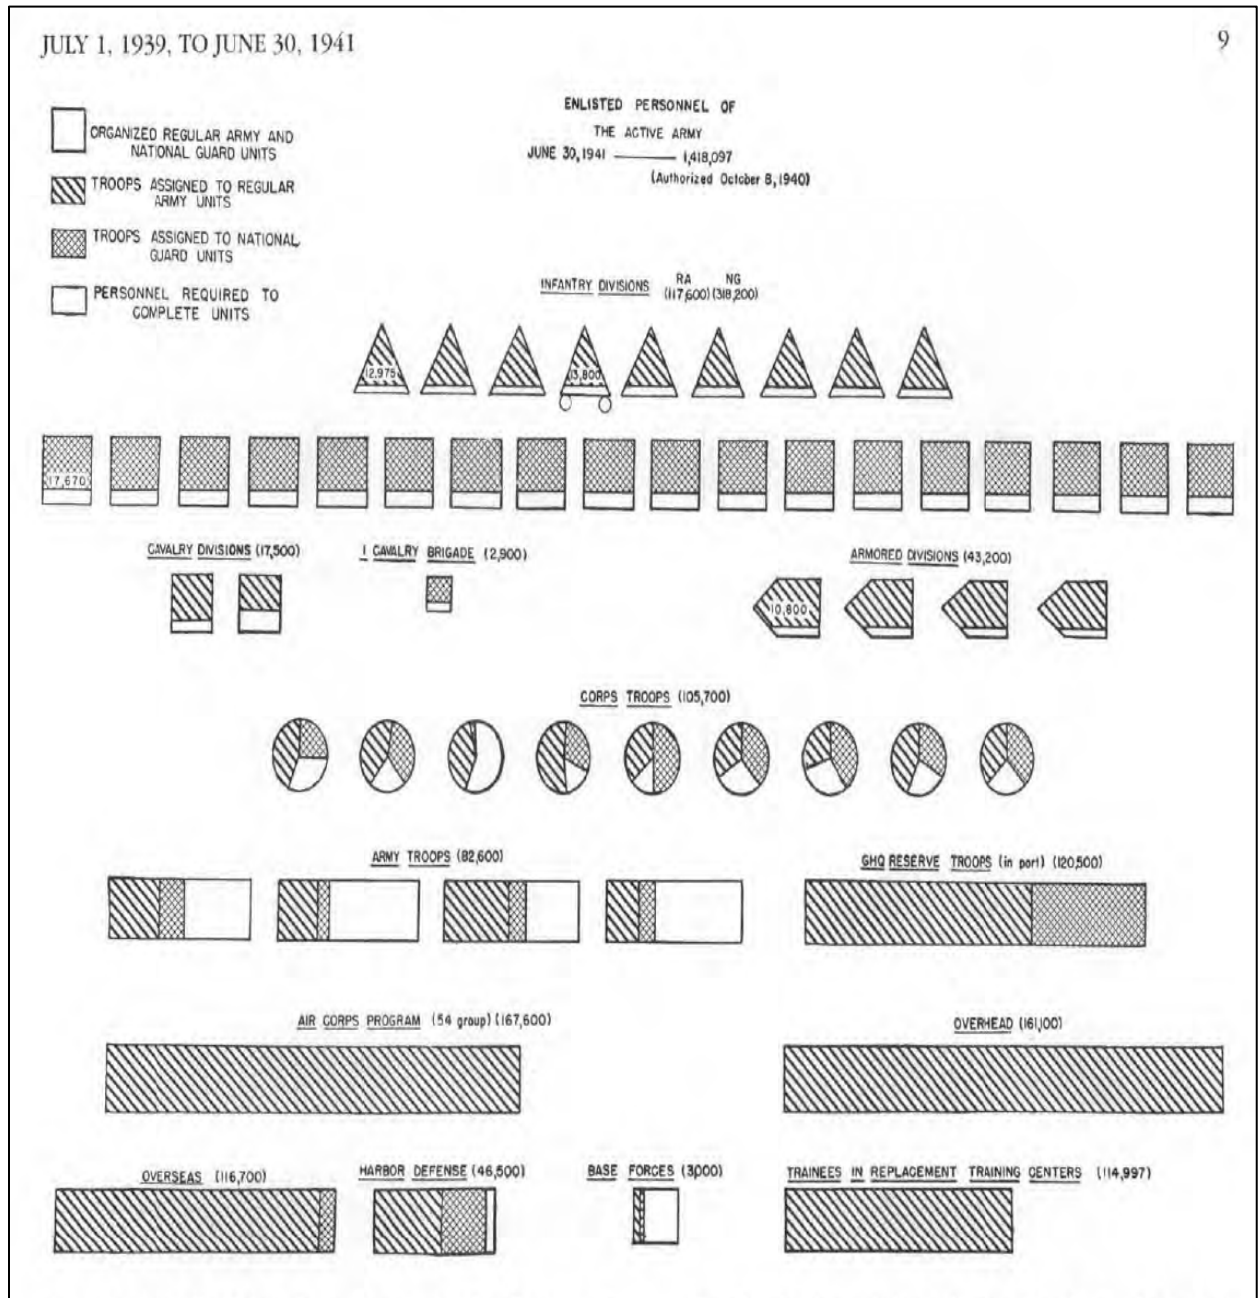 JULY 1, 1939, TO JUNE 30, 1941
9
ORGANIZED REGULAR ARMY AND
NATIONAL GUARD UNITS
TROOPS ASSIGNED TO REGULAR
ARMY UNITS
TROOPS ASSIGNED TO NATIONAL
GUARD UNITS
PERSONNEL REQUIRED TO
COMPLETE UNITS
ENLISTED PERSONNEL OF
THE ACTIVE ARMY
JUNE 30, 1941 ——— 1,418,097
(Authorized October 8, 1940)
INFANTRY DIVISIONS RA NG
(117,600) (318,200)
12,975
13,800
17,670
CAVALRY DIVISIONS (17,500)
1 CAVALRY BRIGADE (2,900)
ARMORED DIVISIONS (43,200)
10,800
CORPS TROOPS (105,700)
ARMY TROOPS (82,600)
GHQ RESERVE TROOPS (in part) (120,500)
AIR CORPS PROGRAM (54 group) (167,600)
OVERHEAD (161,100)
OVERSEAS (116,700)
HARBOR DEFENSE (46,500)
BASE FORCES (3,000)
TRAINEES IN REPLACEMENT TRAINING CENTERS (114,997)